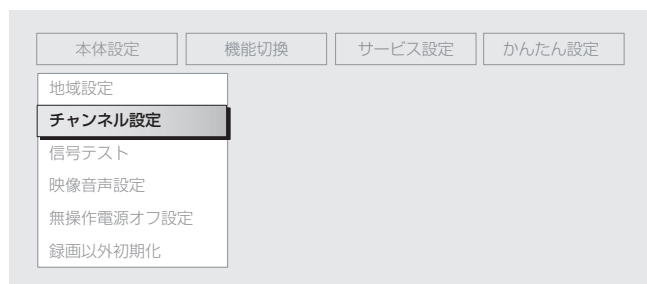 本体設定 機能切換 サービス設定 かんたん設定
地域設定
チャンネル設定
信号テスト
映像音声設定
無操作電源オフ設定
録画以外初期化